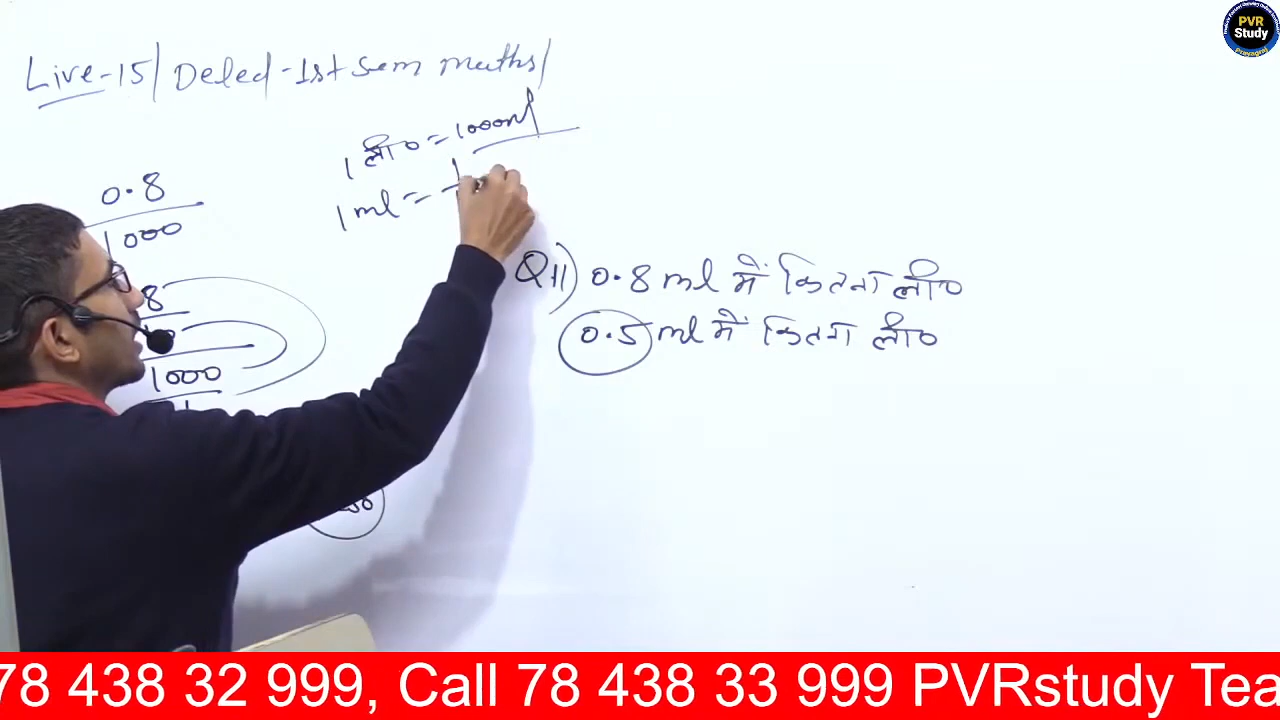 PVR
Study
Prayagraj
Live-15/ Deled-1st sem maths/
1 ली० = 1000ml
1 ml = 1
0.8
1000
8
1000
Q11) 0.8 ml में कितना ली०
0.5 ml में कितना ली०
78 438 32 999, Call 78 438 33 999 PVRstudy Tea